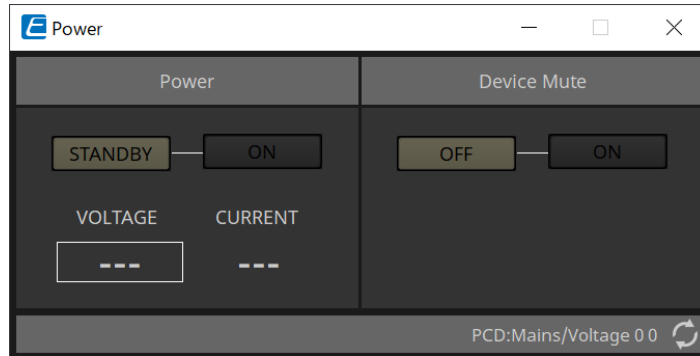 Power
Power Device Mute
STANDBY ON OFF ON
VOLTAGE CURRENT
--- ---
PCD:Mains/Voltage 0 0